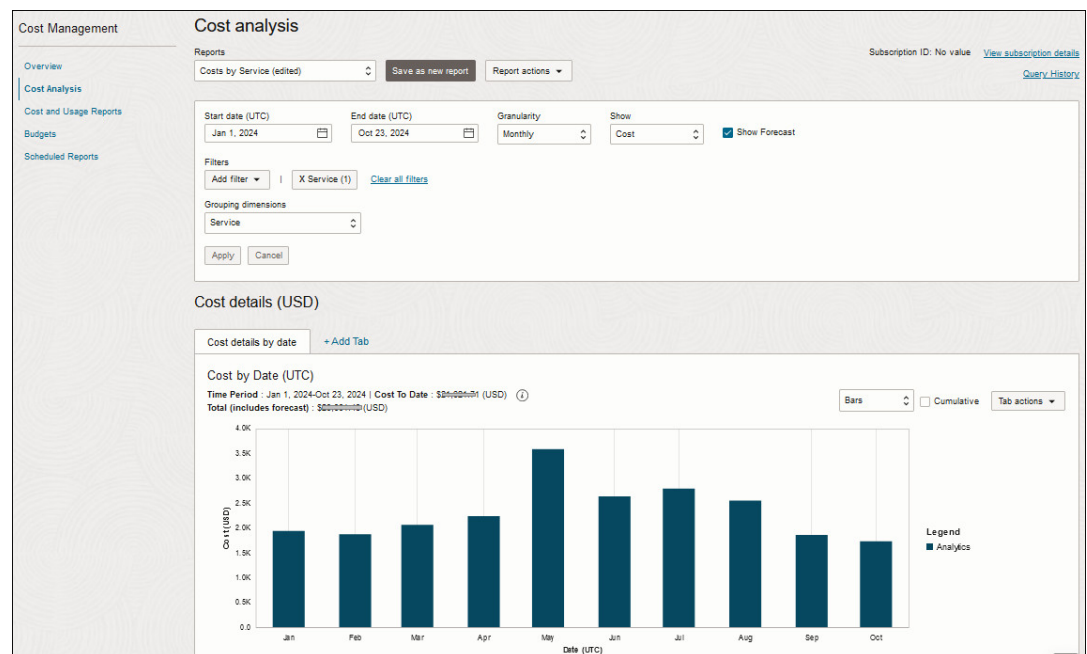 Cost Management
Overview
Cost Analysis
Cost and Usage Reports
Budgets
Scheduled Reports
Cost analysis
Reports
Costs by Service (edited)
Save as new report
Report actions
Subscription ID: No value View subscription details
Query History
Start date (UTC) End date (UTC) Granularity Show
Jan 1, 2024 Oct 23, 2024 Monthly Cost Show Forecast
Filters
Add filter | X Service (1) Clear all filters
Grouping dimensions
Service
Apply Cancel
Cost details (USD)
Cost details by date + Add Tab
Cost by Date (UTC)
Time Period : Jan 1, 2024-Oct 23, 2024 | Cost To Date : $ (USD) i
Total (includes forecast) : $ (USD)
Bars Cumulative Tab actions
4.0K
3.5K
3.0K
2.5K
2.0K
1.5K
1.0K
0.5K
0.0
Cost (USD)
Jan Feb Mar Apr May Jun Jul Aug Sep Oct
Date (UTC)
Legend
Analytics